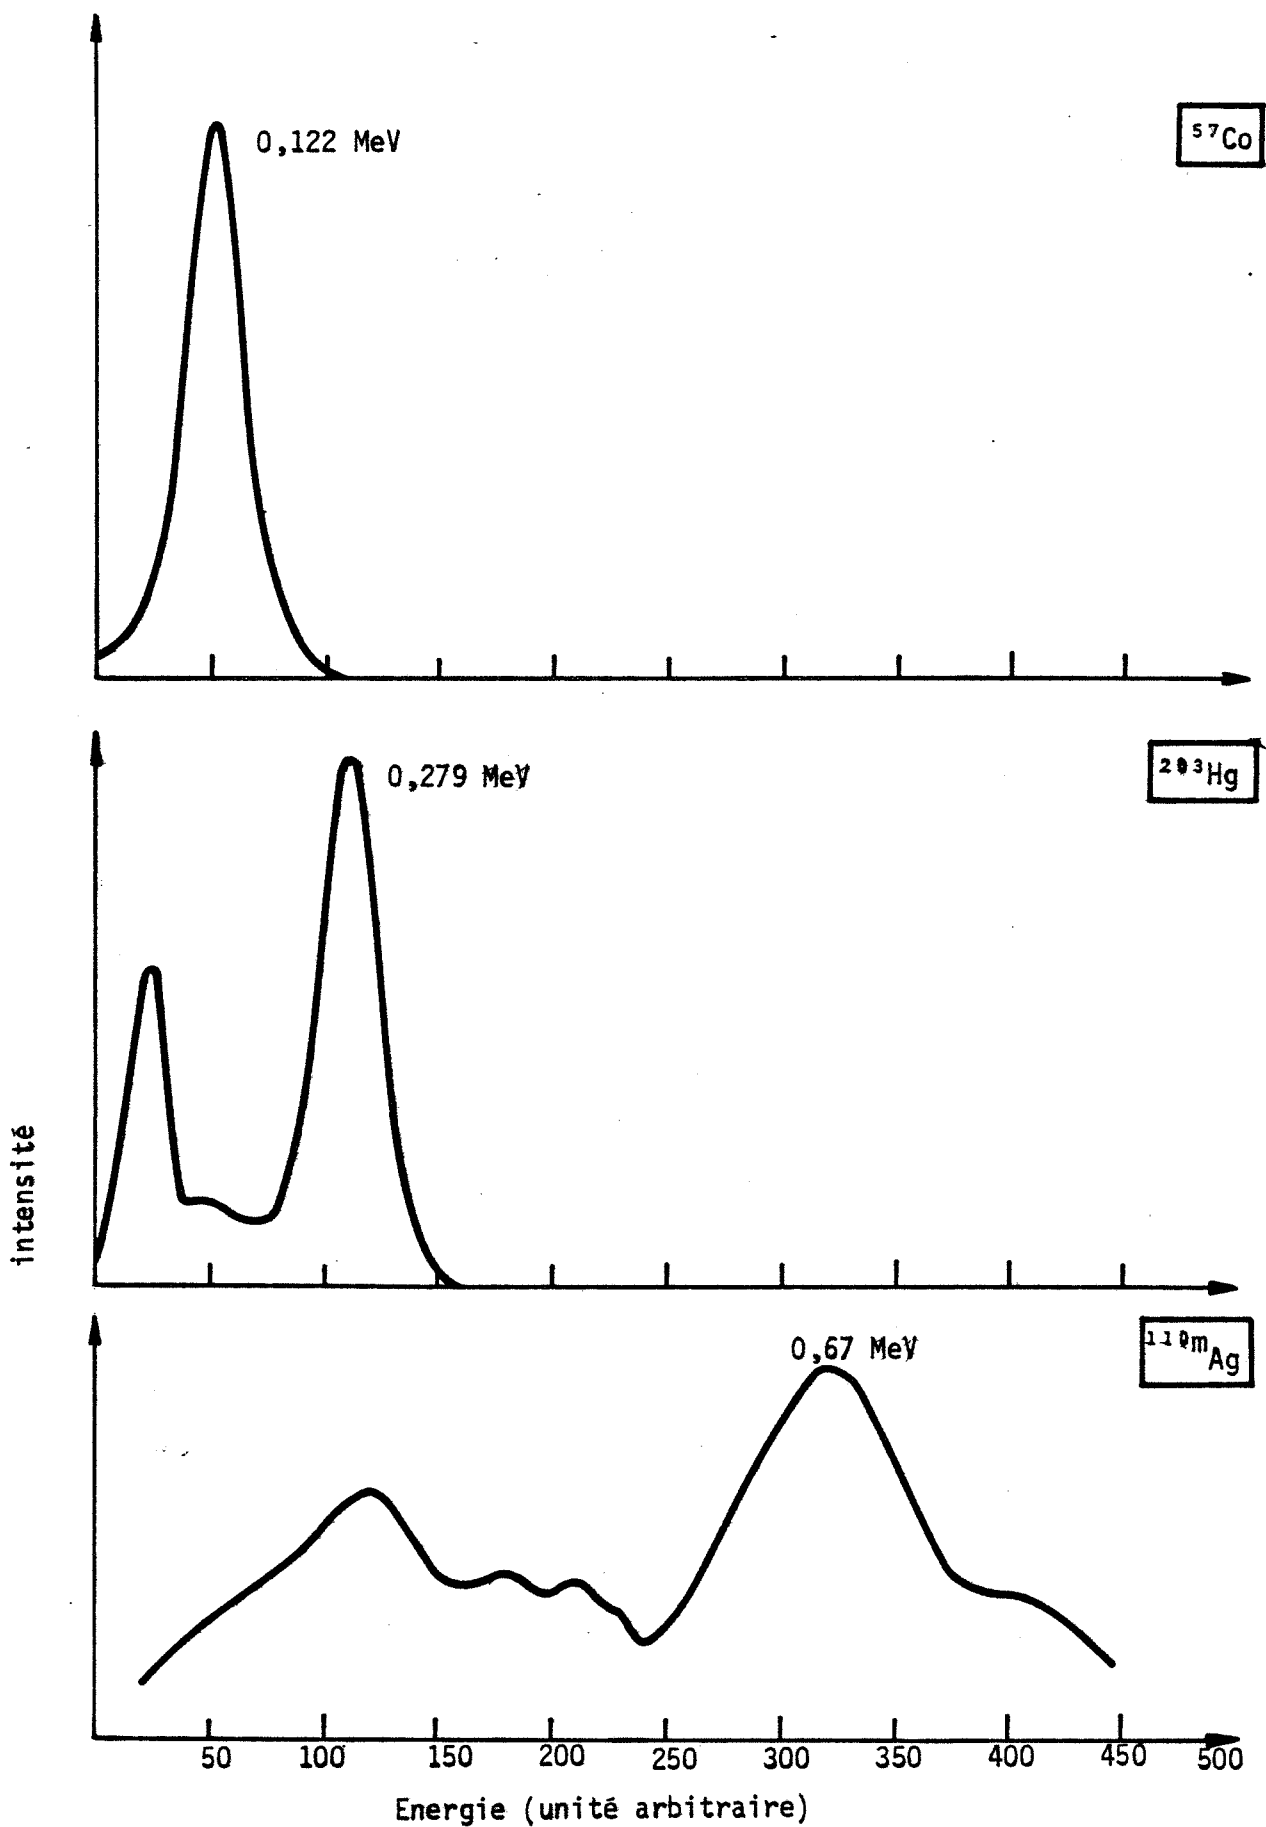 0,122 MeV
⁵⁷Co
0,279 MeV
²⁰³Hg
intensité
0,67 MeV
¹¹⁰ᵐAg
50 100 150 200 250 300 350 400 450 500
Energie (unité arbitraire)